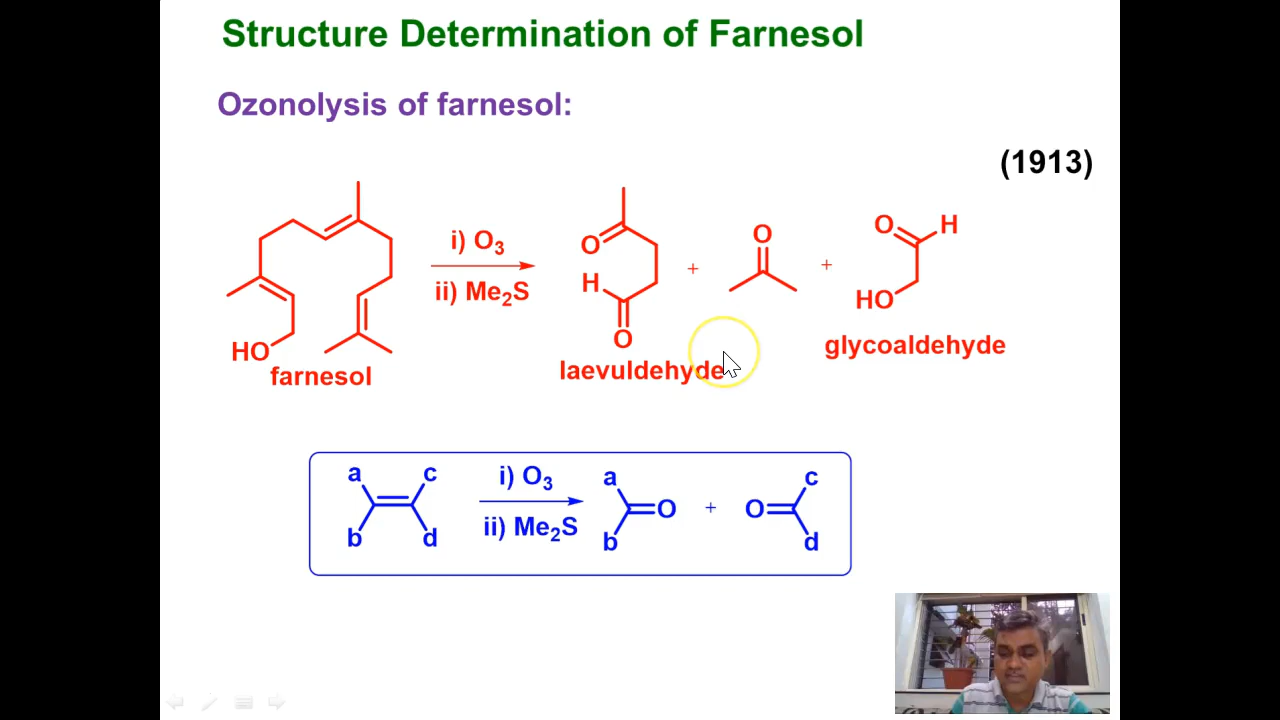 Structure Determination of Farnesol
Ozonolysis of farnesol:
(1913)
HO
farnesol
i) O₃
ii) Me₂S
O
H
O
laevuldehyde
+
O
+
O H
HO
glycoaldehyde
a c
b d
i) O₃
ii) Me₂S
a
O
b
+
c
O
d